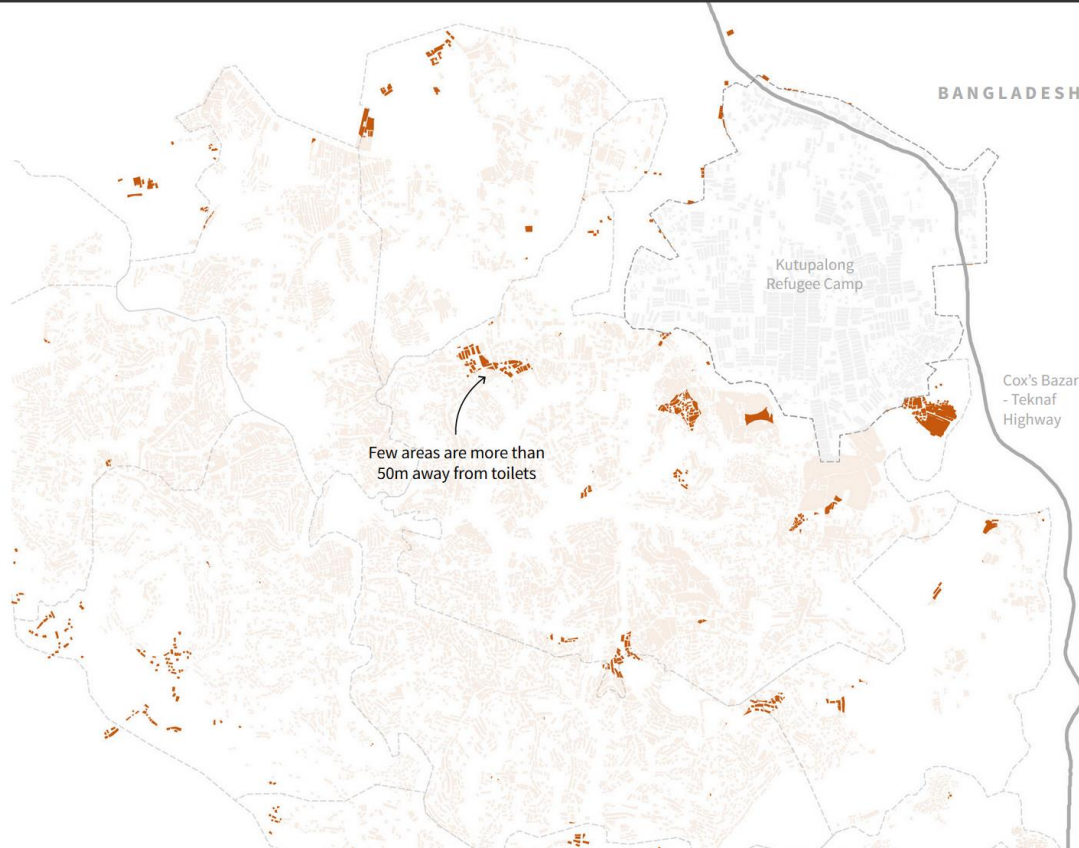 BANGLADESH
Kutupalong
Refugee Camp
Cox's Bazar
- Teknaf
Highway
Few areas are more than
50m away from toilets